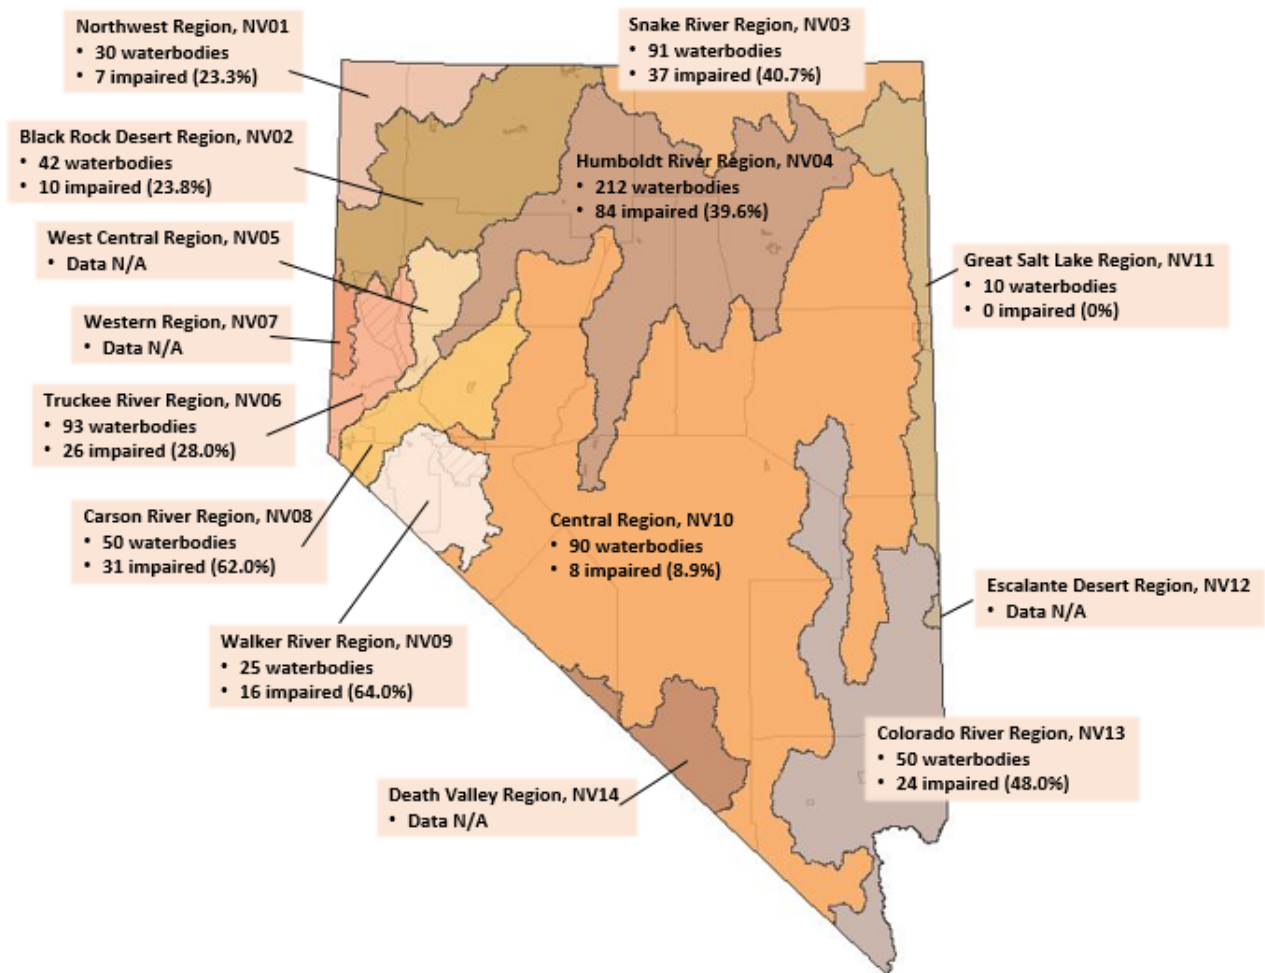 Northwest Region, NV01
• 30 waterbodies
• 7 impaired (23.3%)
Snake River Region, NV03
• 91 waterbodies
• 37 impaired (40.7%)
Black Rock Desert Region, NV02
• 42 waterbodies
• 10 impaired (23.8%)
Humboldt River Region, NV04
• 212 waterbodies
• 84 impaired (39.6%)
West Central Region, NV05
• Data N/A
Great Salt Lake Region, NV11
• 10 waterbodies
• 0 impaired (0%)
Western Region, NV07
• Data N/A
Truckee River Region, NV06
• 93 waterbodies
• 26 impaired (28.0%)
Carson River Region, NV08
• 50 waterbodies
• 31 impaired (62.0%)
Central Region, NV10
• 90 waterbodies
• 8 impaired (8.9%)
Escalante Desert Region, NV12
• Data N/A
Walker River Region, NV09
• 25 waterbodies
• 16 impaired (64.0%)
Colorado River Region, NV13
• 50 waterbodies
• 24 impaired (48.0%)
Death Valley Region, NV14
• Data N/A